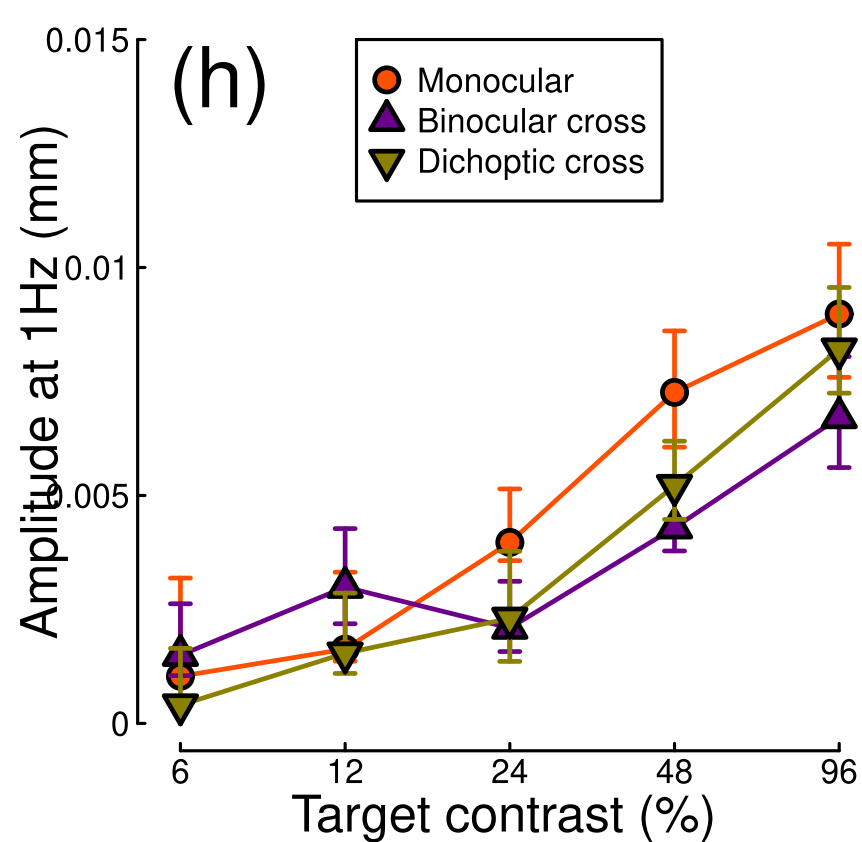 (h)
Monocular
Binocular cross
Dichoptic cross
Amplitude at 1Hz (mm)
0.015
0.01
0.005
0
6 12 24 48 96
Target contrast (%)